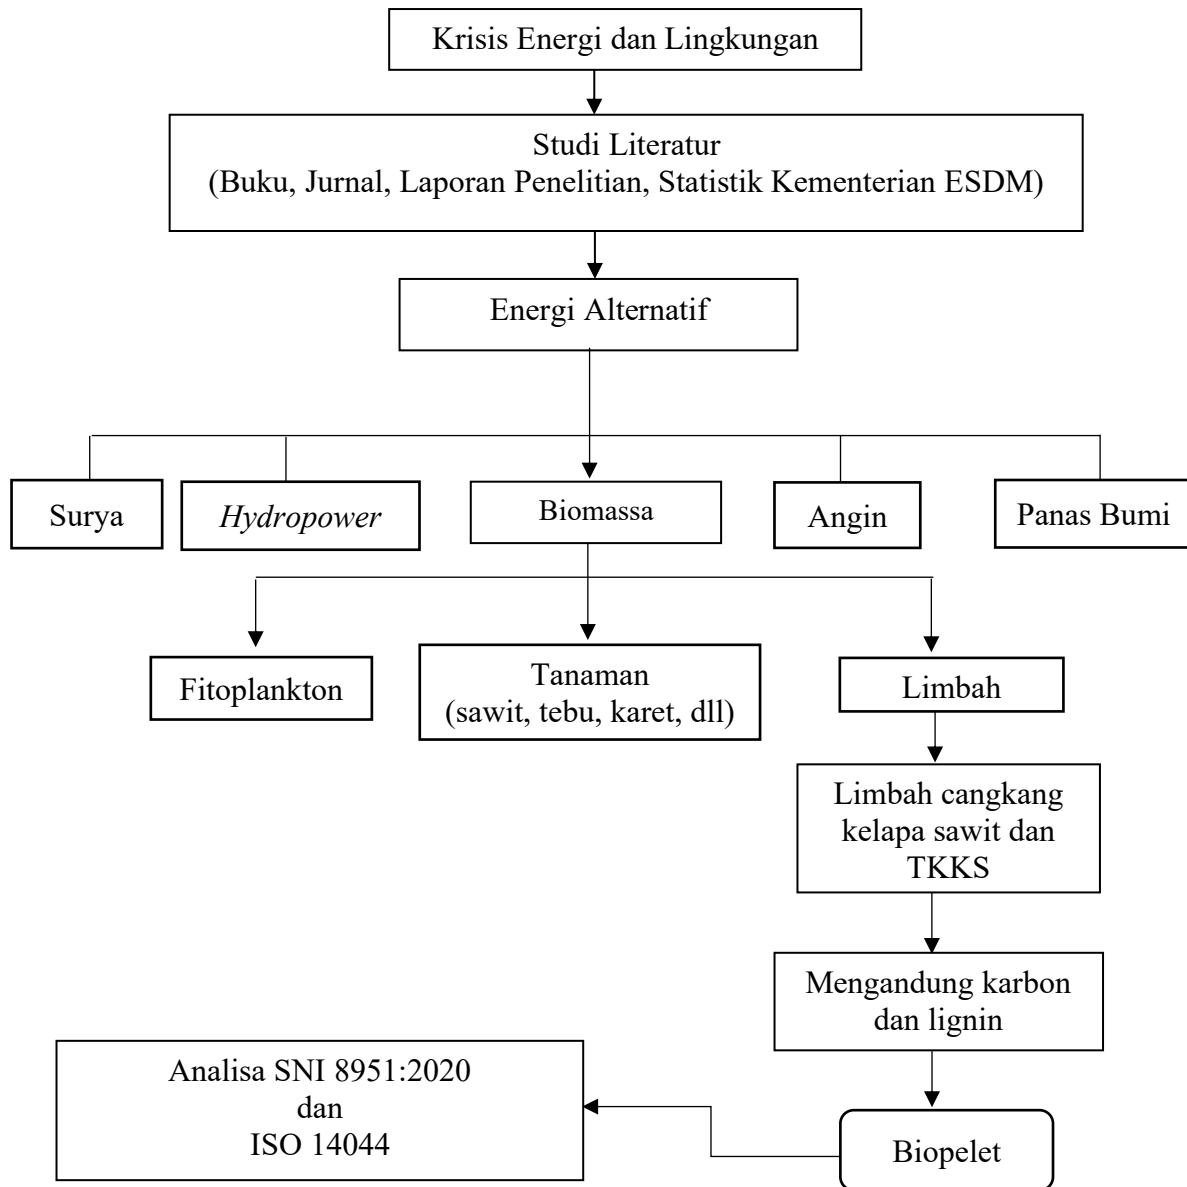 Krisis Energi dan Lingkungan
Studi Literatur
(Buku, Jurnal, Laporan Penelitian, Statistik Kementerian ESDM)
Energi Alternatif
Surya
Hydropower
Biomassa
Angin
Panas Bumi
Fitoplankton
Tanaman
(sawit, tebu, karet, dll)
Limbah
Limbah cangkang
kelapa sawit dan
TKKS
Mengandung karbon
dan lignin
Biopelet
Analisa SNI 8951:2020
dan
ISO 14044